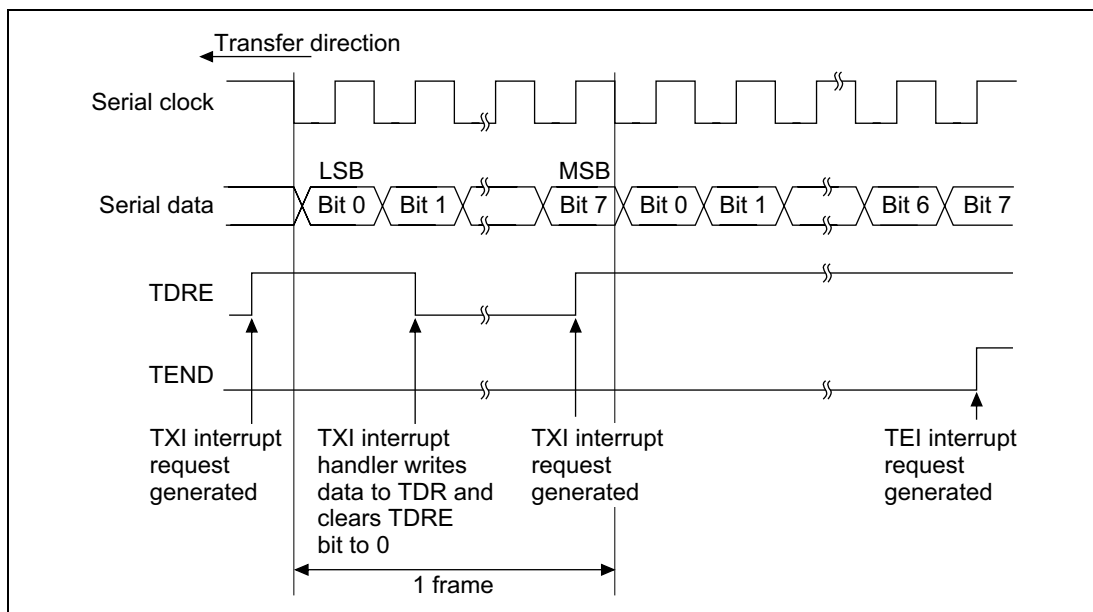 Transfer direction
Serial clock
LSB
MSB
Serial data
Bit 0
Bit 1
Bit 7
Bit 0
Bit 1
Bit 6
Bit 7
TDRE
TEND
TXI interrupt
request
generated
TXI interrupt
handler writes
data to TDR and
clears TDRE
bit to 0
TXI interrupt
request
generated
TEI interrupt
request
generated
1 frame